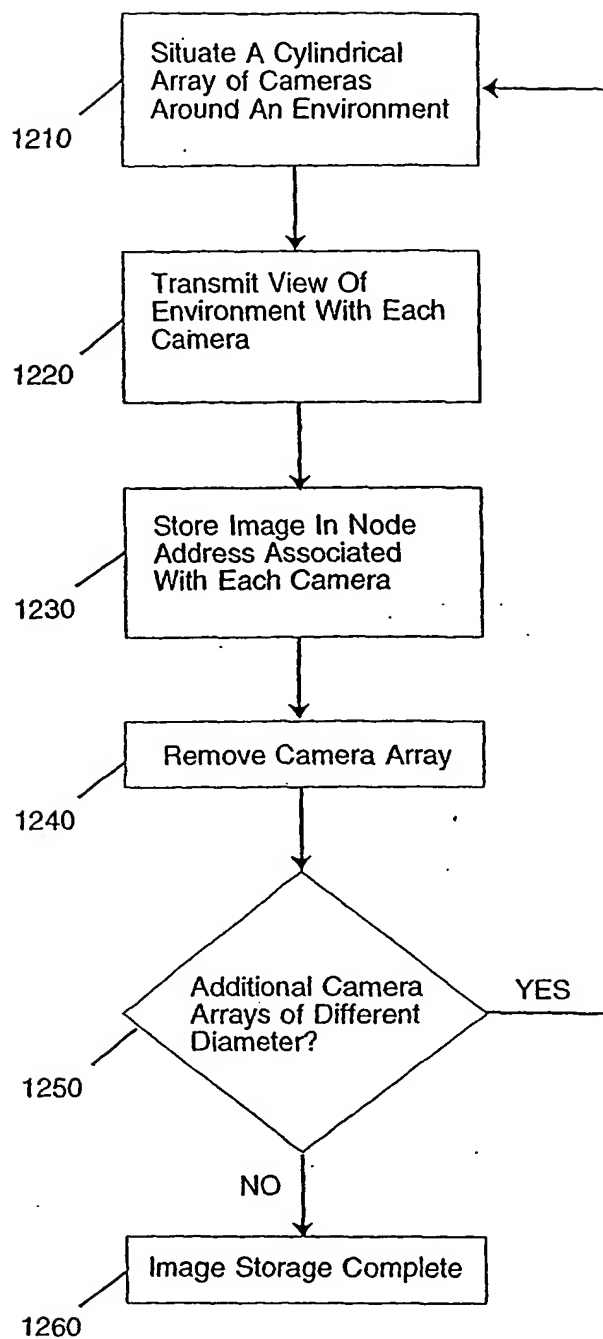 Situate A Cylindrical
Array of Cameras
Around An Environment
1210
Transmit View Of
Environment With Each
Camera
1220
Store Image In Node
Address Associated
With Each Camera
1230
Remove Camera Array
1240
Additional Camera
Arrays of Different
Diameter?
YES
1250
NO
Image Storage Complete
1260